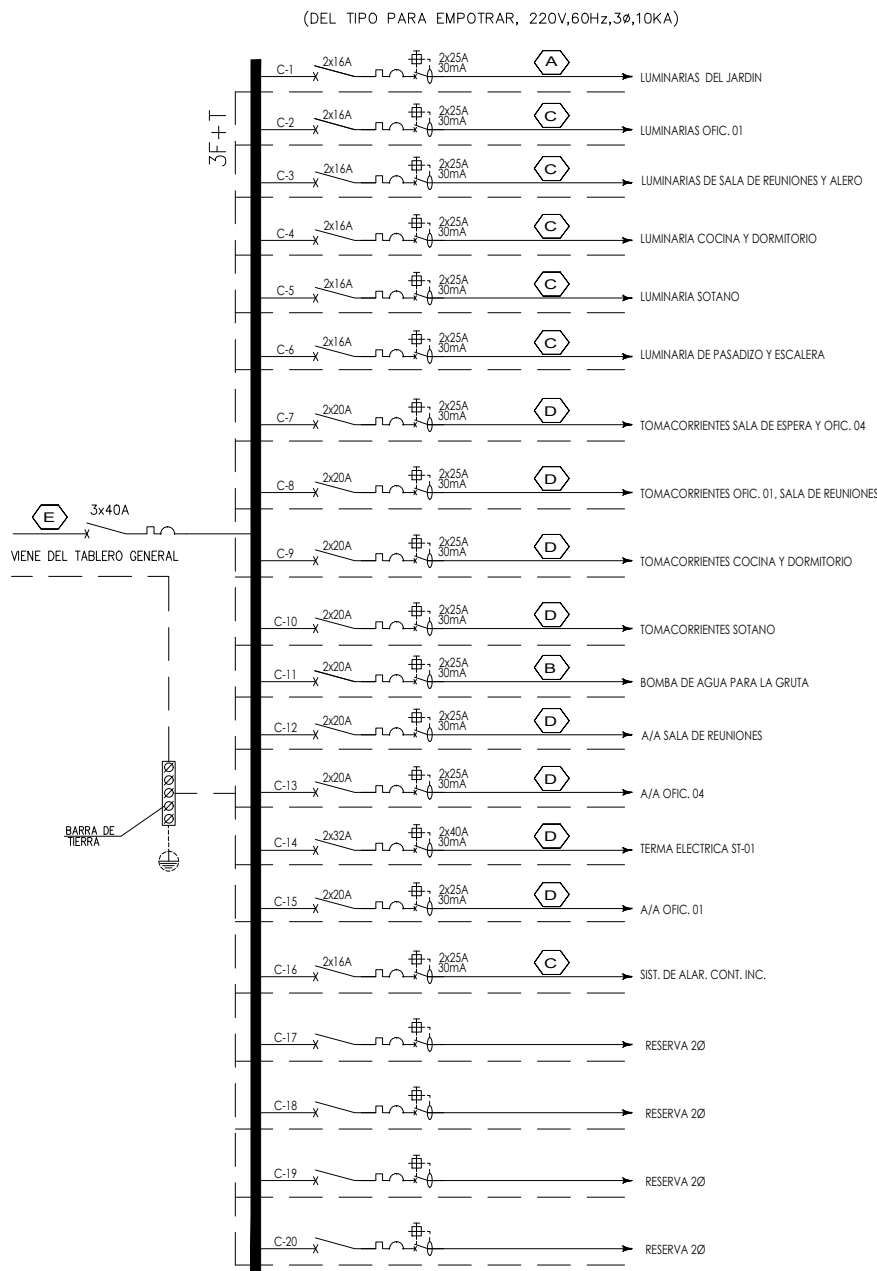 (DEL TIPO PARA EMPOTRAR, 220V,60Hz,3ø,10KA)
3F+T
C-1 2x16A 2x25A 30mA A LUMINARIAS DEL JARDIN
C-2 2x16A 2x25A 30mA C LUMINARIAS OFIC. 01
C-3 2x16A 2x25A 30mA C LUMINARIAS DE SALA DE REUNIONES Y ALERO
C-4 2x16A 2x25A 30mA C LUMINARIA COCINA Y DORMITORIO
C-5 2x16A 2x25A 30mA C LUMINARIA SOTANO
C-6 2x16A 2x25A 30mA C LUMINARIA DE PASADIZO Y ESCALERA
C-7 2x20A 2x25A 30mA D TOMACORRIENTES SALA DE ESPERA Y OFIC. 04
C-8 2x20A 2x25A 30mA D TOMACORRIENTES OFIC. 01, SALA DE REUNIONES
E 3x40A
VIENE DEL TABLERO GENERAL
C-9 2x20A 2x25A 30mA D TOMACORRIENTES COCINA Y DORMITORIO
C-10 2x20A 2x25A 30mA D TOMACORRIENTES SOTANO
C-11 2x20A 2x25A 30mA B BOMBA DE AGUA PARA LA GRUTA
C-12 2x20A 2x25A 30mA D A/A SALA DE REUNIONES
C-13 2x20A 2x25A 30mA D A/A OFIC. 04
BARRA DE
TIERRA
C-14 2x32A 2x40A 30mA D TERMA ELECTRICA ST-01
C-15 2x20A 2x25A 30mA D A/A OFIC. 01
C-16 2x16A 2x25A 30mA C SIST. DE ALAR. CONT. INC.
C-17 RESERVA 2Ø
C-18 RESERVA 2Ø
C-19 RESERVA 2Ø
C-20 RESERVA 2Ø